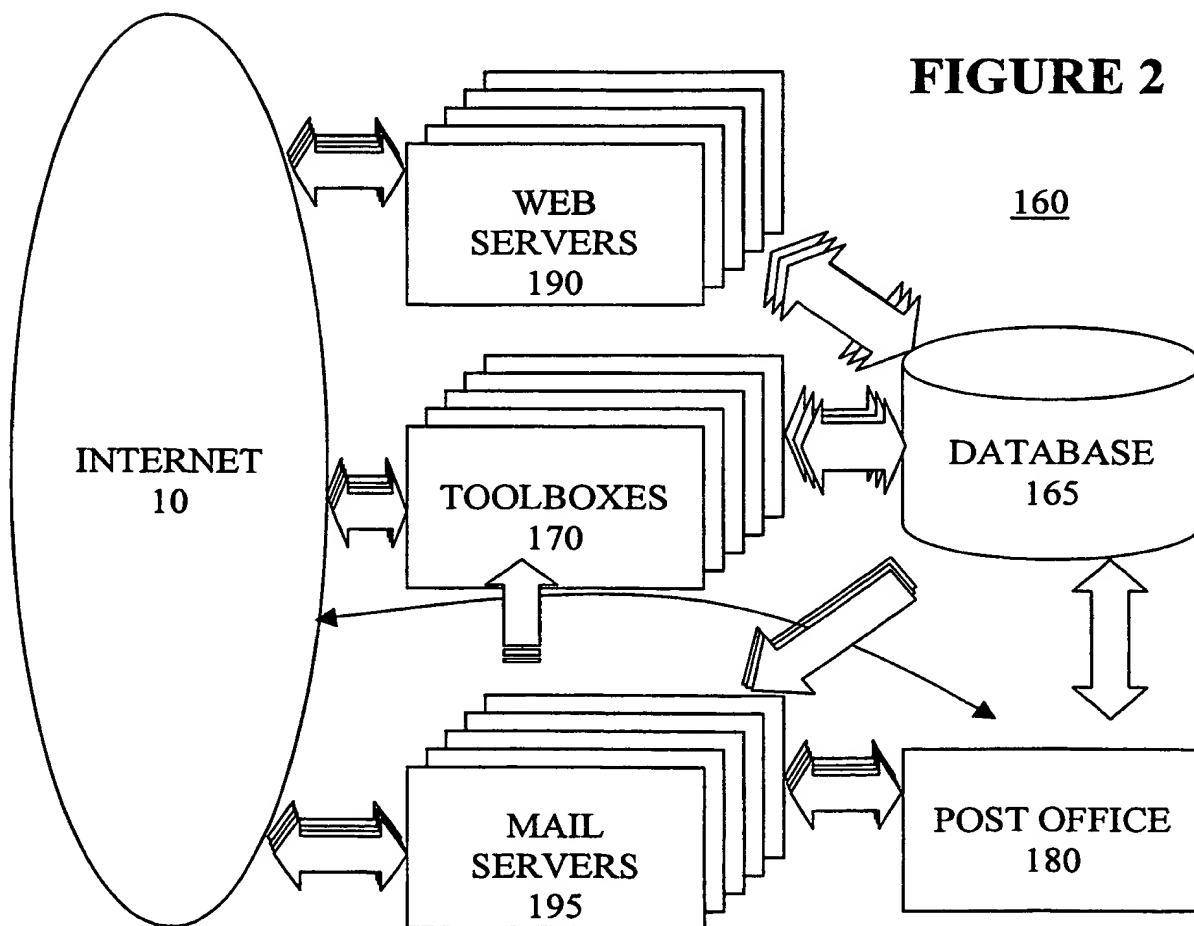 FIGURE 2
160
WEB
SERVERS
190
INTERNET
10
TOOLBOXES
170
DATABASE
165
MAIL
SERVERS
195
POST OFFICE
180